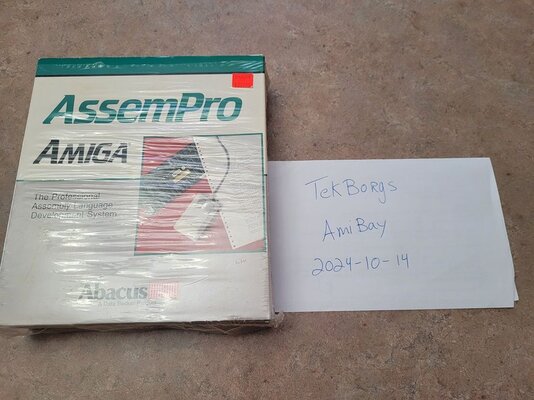 AssemPro
AMIGA
The Professional
Assembly Language
Development System
Abacus
TekBorgs
AmiBay
2024-10-14